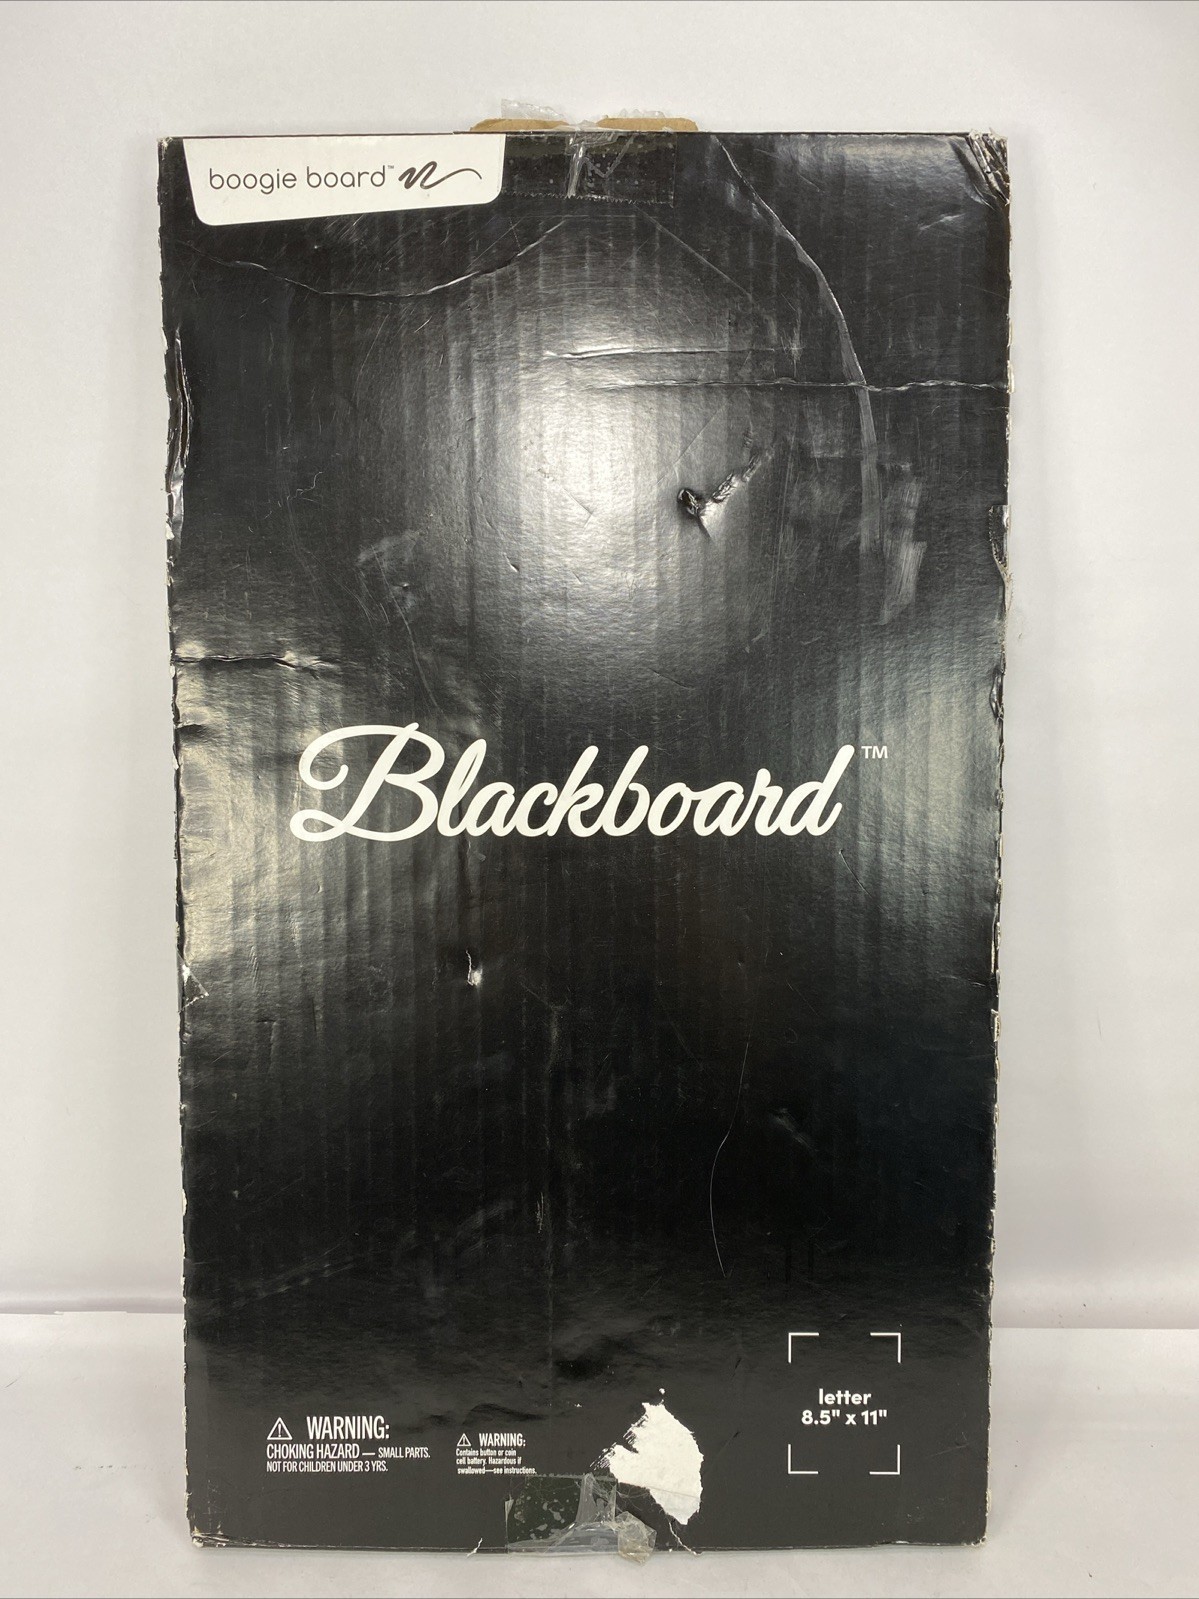 boogie board™
Blackboard™
letter
8.5" x 11"
⚠ WARNING:
CHOKING HAZARD — SMALL PARTS.
NOT FOR CHILDREN UNDER 3 YRS.
⚠ WARNING:
Contains button or coin
cell battery. Hazardous if
swallowed—see instructions.